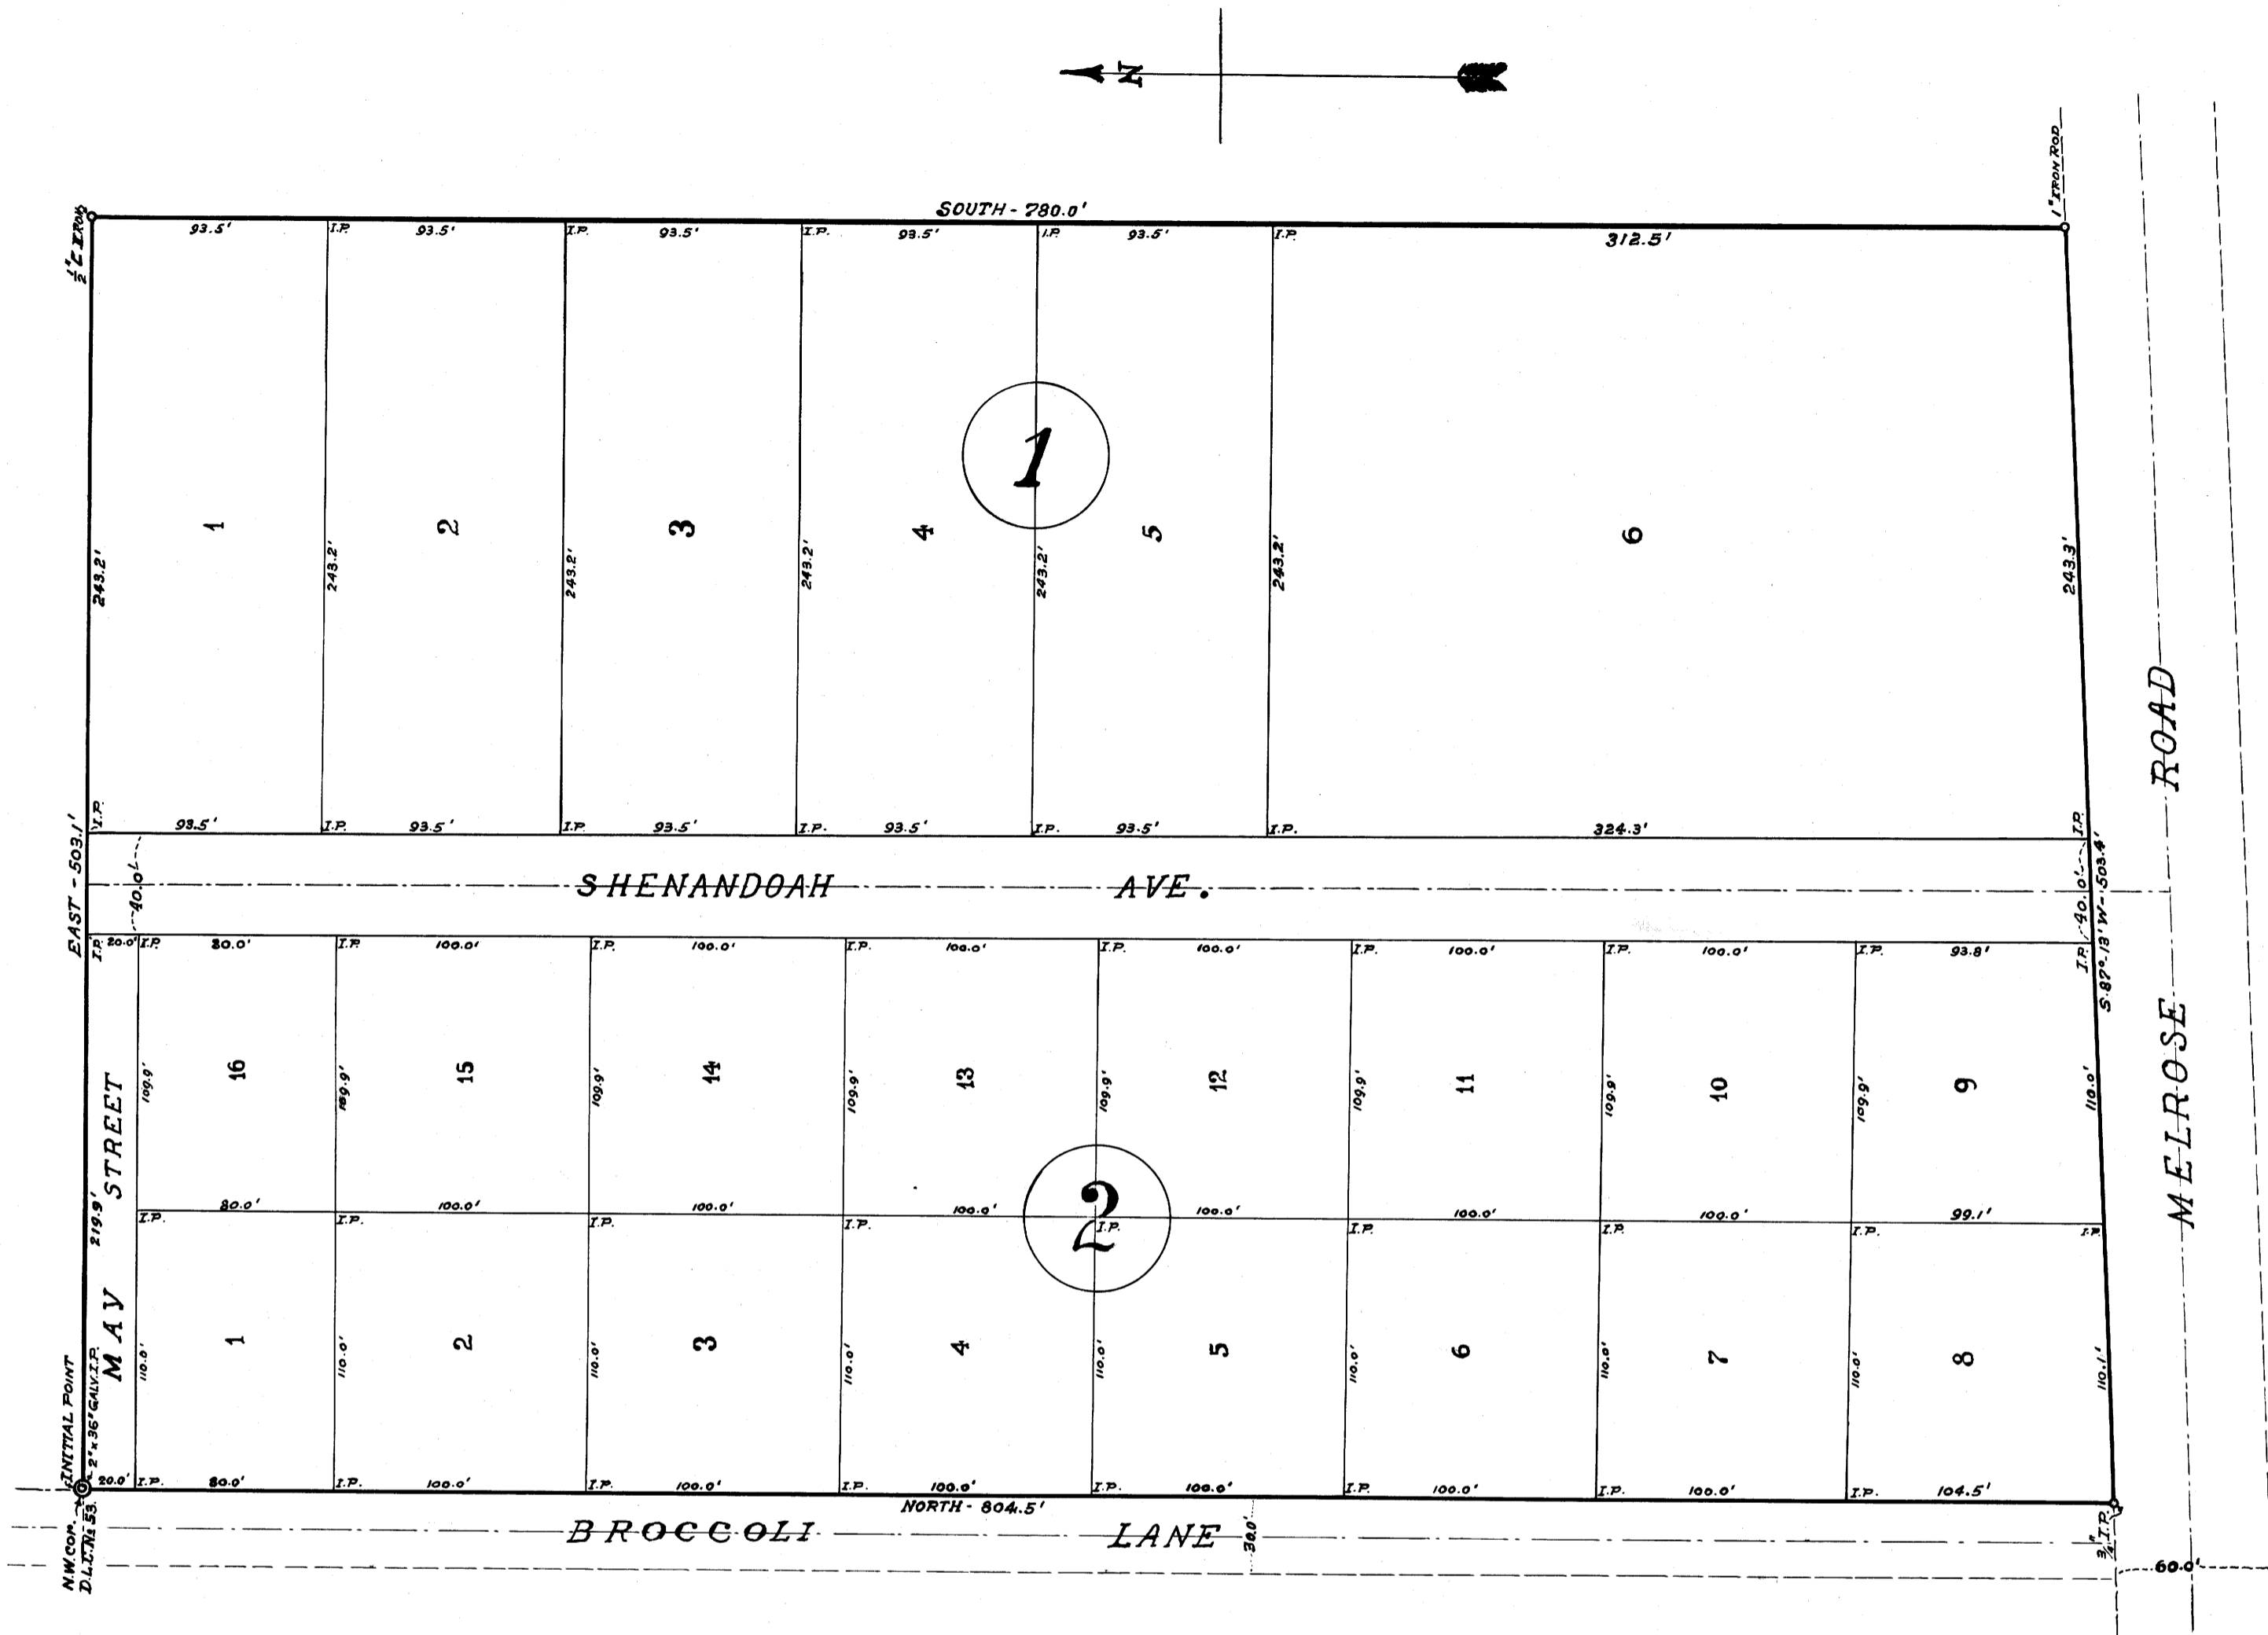 N
SOUTH - 780.0'
1" IRON ROD
93.5' I.P. 93.5' I.P. 93.5' I.P. 93.5' I.P. 93.5' I.P. 312.5'
1
1 2 3 4 5 6
243.2' 243.2' 243.2' 243.2' 243.2' 243.2' 243.3'
I.P. I.P.
93.5' I.P. 93.5' I.P. 93.5' I.P. 93.5' I.P. 93.5' I.P. 324.3'
EAST - 503.1'
40.0' SHENANDOAH AVE. 40.0'
S.87°-13'W - 503.4'
I.P. 20.0' I.P. 80.0' I.P. 100.0' I.P. 100.0' I.P. 100.0' I.P. 100.0' I.P. 100.0' I.P. 100.0' I.P. 93.8' I.P.
16 15 14 13 12 11 10 9
109.9' 109.9' 109.9' 109.9' 109.9' 109.9' 109.9' 109.9' 110.0'
MAY STREET
219.9'
80.0' 100.0' 100.0' 100.0' 100.0' 100.0' 100.0' 99.1'
I.P. I.P. I.P. I.P. I.P. I.P. I.P. I.P. I.P.
2
1 2 3 4 5 6 7 8
110.0' 110.0' 110.0' 110.0' 110.0' 110.0' 110.0' 110.0' 110.1'
INITIAL POINT
2" x 36" GALV. I.P.
20.0' I.P. 80.0' I.P. 100.0' I.P. 100.0' I.P. 100.0' I.P. 100.0' I.P. 100.0' I.P. 100.0' I.P. 104.5'
NORTH - 804.5'
N.W. COR.
D.L.C. No 53.
BROCCOLI LANE
30.0'
3/4" I.P.
60.0'
MELROSE ROAD